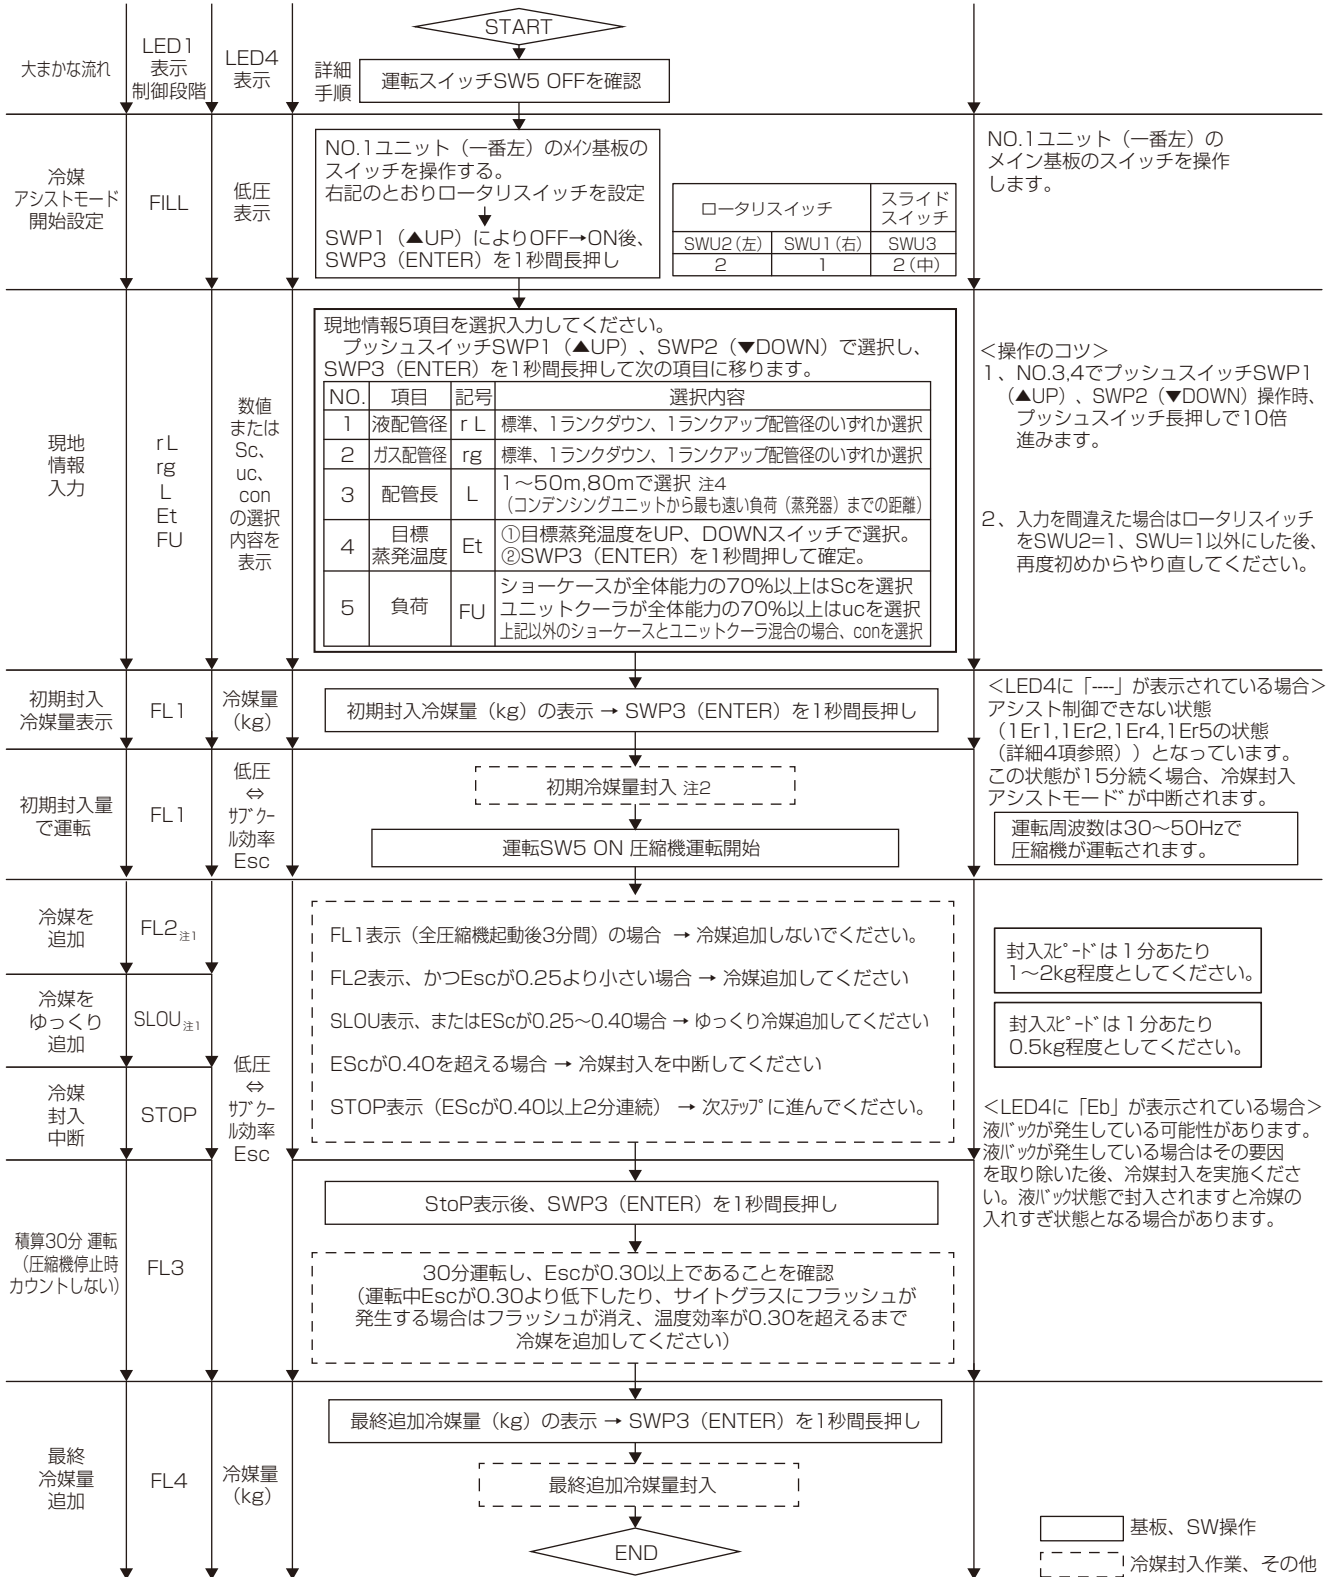 START
大まかな流れ
LED1
表示
制御段階
LED4
表示
詳細
手順
運転スイッチSW5 OFFを確認
冷媒
アシストモード
開始設定
FILL
低圧
表示
NO.1ユニット（一番左）のメイン基板の
スイッチを操作する。
右記のとおりロータリスイッチを設定
SWP1（▲UP）によりOFF→ON後、
SWP3（ENTER）を1秒間長押し
ロータリスイッチ
スライド
スイッチ
SWU2（左） SWU1（右） SWU3
2 1 2（中）
NO.1ユニット（一番左）の
メイン基板のスイッチを操作
します。
現地
情報
入力
r L
rg
L
Et
FU
数値
または
Sc、
uc、
con
の選択
内容を
表示
現地情報5項目を選択入力してください。
プッシュスイッチSWP1（▲UP）、SWP2（▼DOWN）で選択し、
SWP3（ENTER）を1秒間長押して次の項目に移ります。
NO. 項目 記号 選択内容
1 液配管径 r L 標準、1ランクダウン、1ランクアップ配管径のいずれか選択
2 ガス配管径 rg 標準、1ランクダウン、1ランクアップ配管径のいずれか選択
3 配管長 L 1～50m,80mで選択 注4
（コンデンシングユニットから最も遠い負荷（蒸発器）までの距離）
4 目標
蒸発温度 Et ①目標蒸発温度をUP、DOWNスイッチで選択。
②SWP3（ENTER）を1秒間押して確定。
5 負荷 FU ショーケースが全体能力の70%以上はScを選択
ユニットクーラが全体能力の70%以上はucを選択
上記以外のショーケースとユニットクーラ混合の場合、conを選択
＜操作のコツ＞
1、NO.3,4でプッシュスイッチSWP1
（▲UP）、SWP2（▼DOWN）操作時、
プッシュスイッチ長押しで10倍
進みます。
2、入力を間違えた場合はロータリスイッチ
をSWU2=1、SWU=1以外にした後、
再度初めからやり直してください。
初期封入
冷媒量表示
FL1
冷媒量
(kg)
初期封入冷媒量（kg）の表示 → SWP3（ENTER）を1秒間長押し
＜LED4に「----」が表示されている場合＞
アシスト制御できない状態
（1Er1,1Er2,1Er4,1Er5の状態
（詳細4項参照））となっています。
この状態が15分続く場合、冷媒封入
アシストモードが中断されます。
初期封入量
で運転
FL1
低圧
⇔
サブクー
ル効率
Esc
初期冷媒量封入 注2
運転SW5 ON 圧縮機運転開始
運転周波数は30～50Hzで
圧縮機が運転されます。
冷媒を
追加
FL2注1
冷媒を
ゆっくり
追加
SLOU注1
冷媒
封入
中断
STOP
低圧
⇔
サブクー
ル効率
Esc
FL1表示（全圧縮機起動後3分間）の場合 → 冷媒追加しないでください。
FL2表示、かつEscが0.25より小さい場合 → 冷媒追加してください
SLOU表示、またはEScが0.25～0.40場合 → ゆっくり冷媒追加してください
EScが0.40を超える場合 → 冷媒封入を中断してください
STOP表示（EScが0.40以上2分連続） → 次ステップに進んでください。
封入スピードは1分あたり
1～2kg程度としてください。
封入スピードは1分あたり
0.5kg程度としてください。
＜LED4に「Eb」が表示されている場合＞
液バックが発生している可能性があります。
液バックが発生している場合はその要因
を取り除いた後、冷媒封入を実施くださ
い。液バック状態で封入されますと冷媒の
入れすぎ状態となる場合があります。
積算30分 運転
（圧縮機停止時
カウントしない）
FL3
StoP表示後、SWP3（ENTER）を1秒間長押し
30分運転し、Escが0.30以上であることを確認
（運転中Escが0.30より低下したり、サイトグラスにフラッシュが
発生する場合はフラッシュが消え、温度効率が0.30を超えるまで
冷媒を追加してください）
最終
冷媒量
追加
FL4
冷媒量
(kg)
最終追加冷媒量（kg）の表示 → SWP3（ENTER）を1秒間長押し
最終追加冷媒量封入
END
基板、SW操作
冷媒封入作業、その他